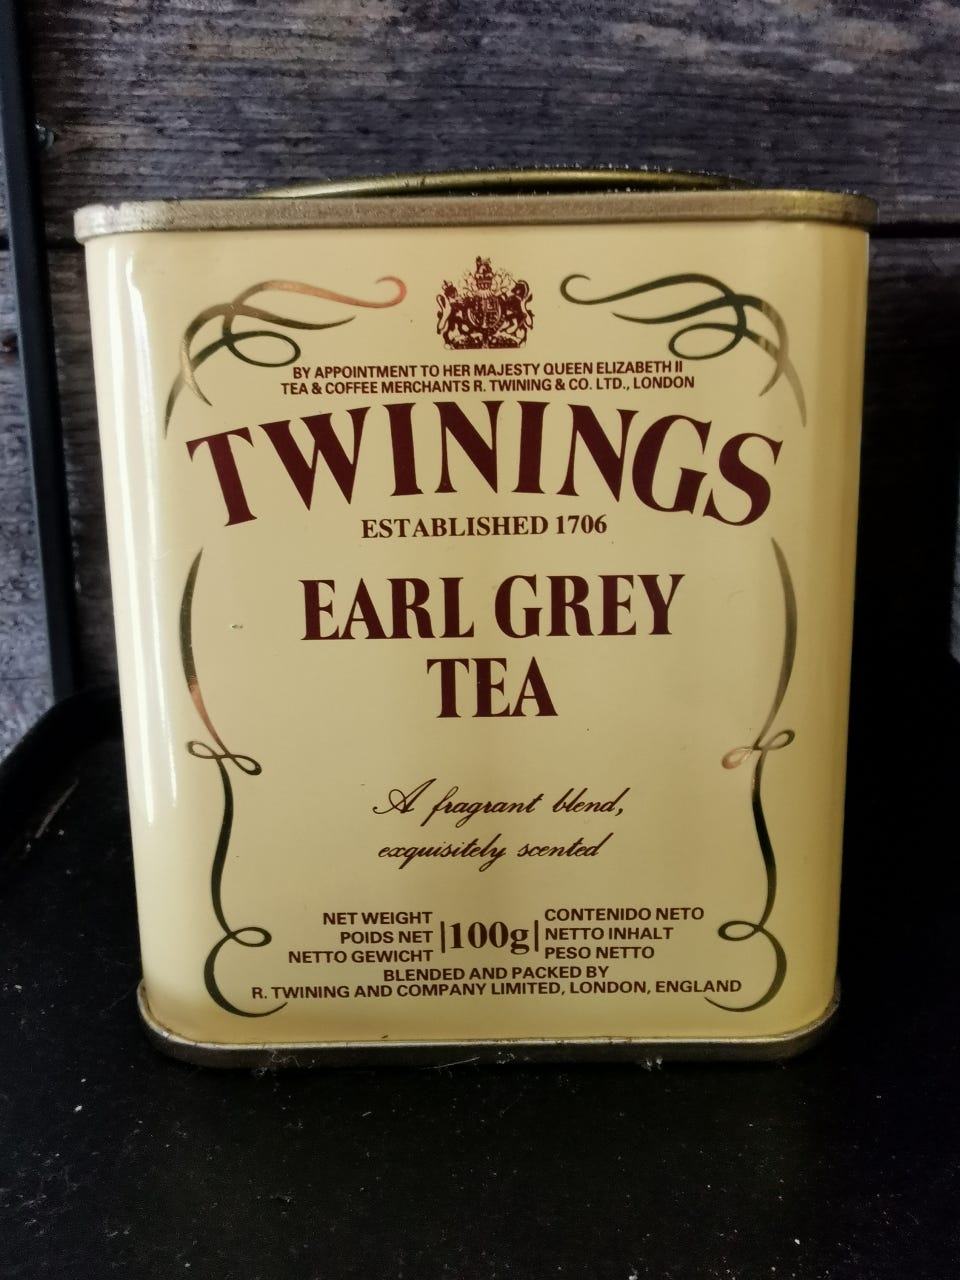 BY APPOINTMENT TO HER MAJESTY QUEEN ELIZABETH II
TEA & COFFEE MERCHANTS R. TWINING & CO. LTD., LONDON
TWININGS
ESTABLISHED 1706
EARL GREY
TEA
A fragrant blend,
exquisitely scented
NET WEIGHT
POIDS NET
NETTO GEWICHT
|100g|
CONTENIDO NETO
NETTO INHALT
PESO NETTO
BLENDED AND PACKED BY
R. TWINING AND COMPANY LIMITED, LONDON, ENGLAND